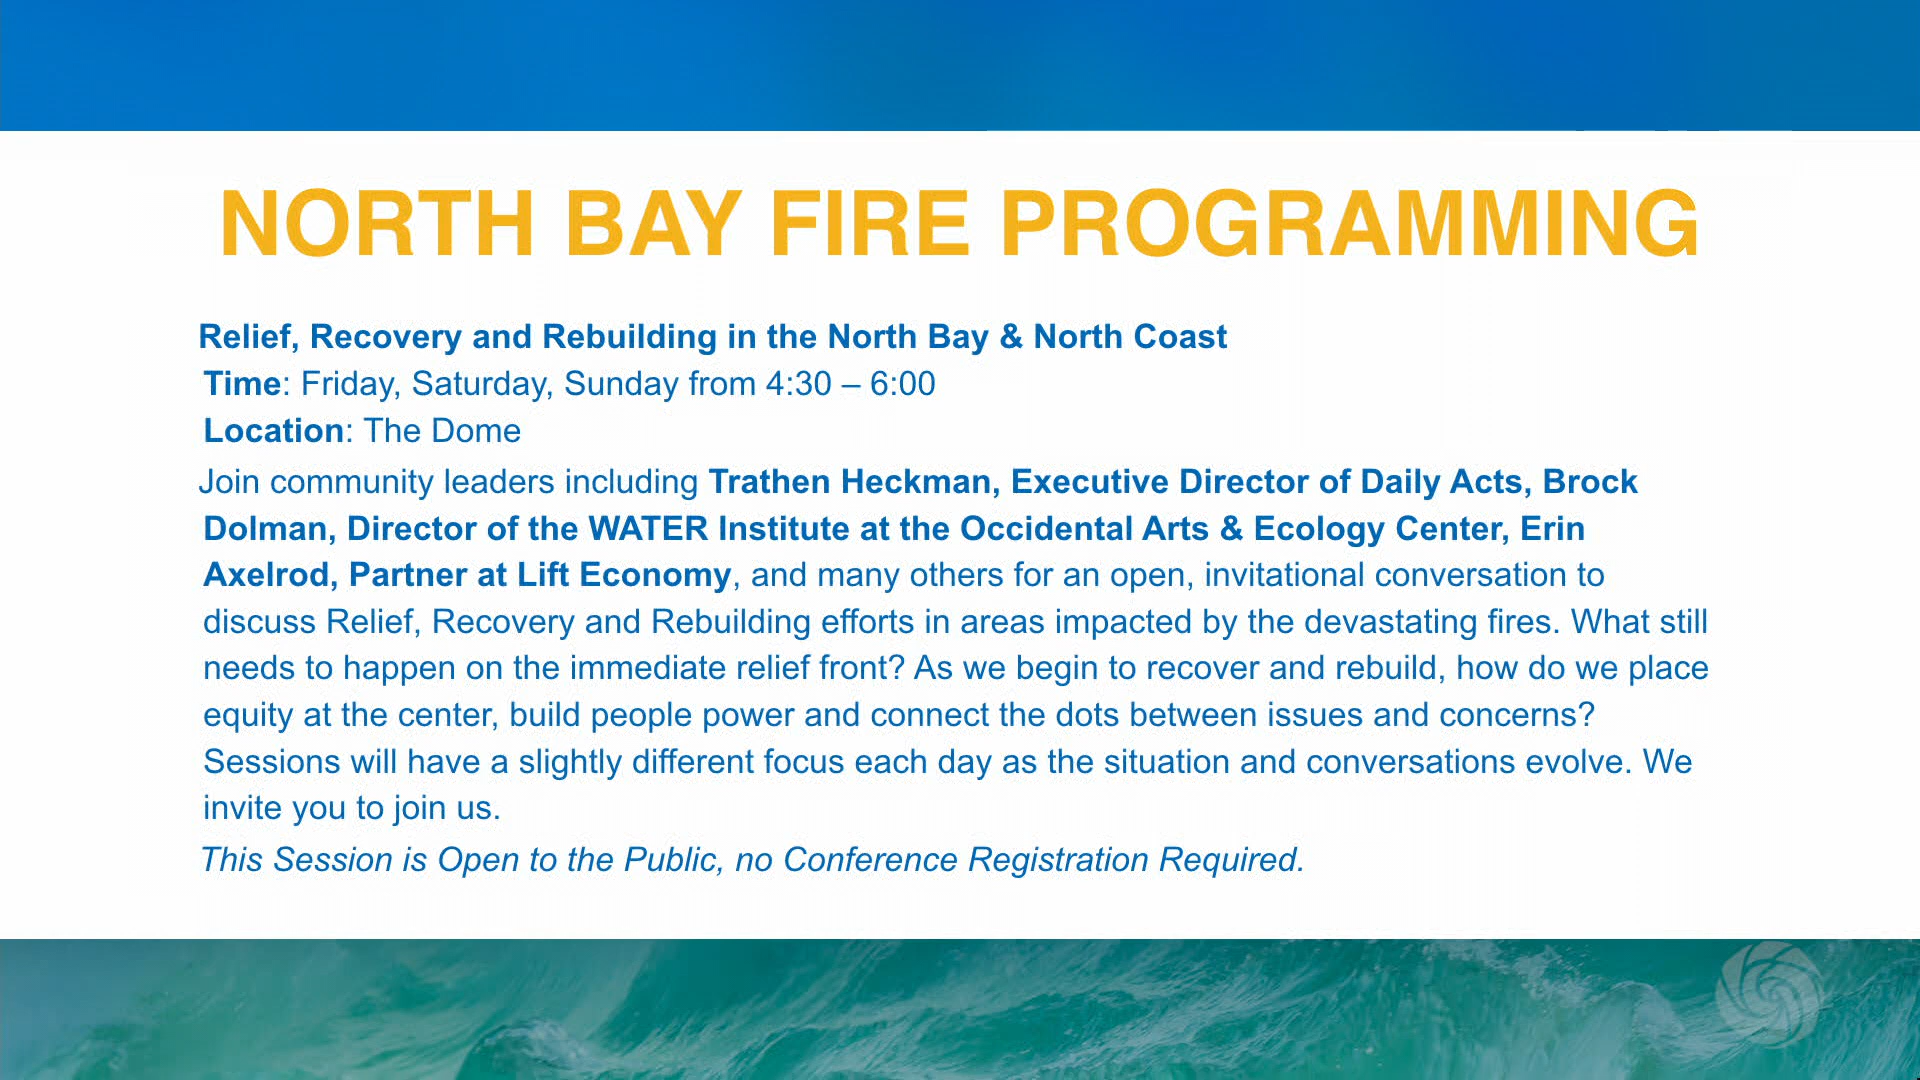 NORTH BAY FIRE PROGRAMMING
Relief, Recovery and Rebuilding in the North Bay & North Coast
Time: Friday, Saturday, Sunday from 4:30 – 6:00
Location: The Dome
Join community leaders including Trathen Heckman, Executive Director of Daily Acts, Brock
Dolman, Director of the WATER Institute at the Occidental Arts & Ecology Center, Erin
Axelrod, Partner at Lift Economy, and many others for an open, invitational conversation to
discuss Relief, Recovery and Rebuilding efforts in areas impacted by the devastating fires. What still
needs to happen on the immediate relief front? As we begin to recover and rebuild, how do we place
equity at the center, build people power and connect the dots between issues and concerns?
Sessions will have a slightly different focus each day as the situation and conversations evolve. We
invite you to join us.
This Session is Open to the Public, no Conference Registration Required.